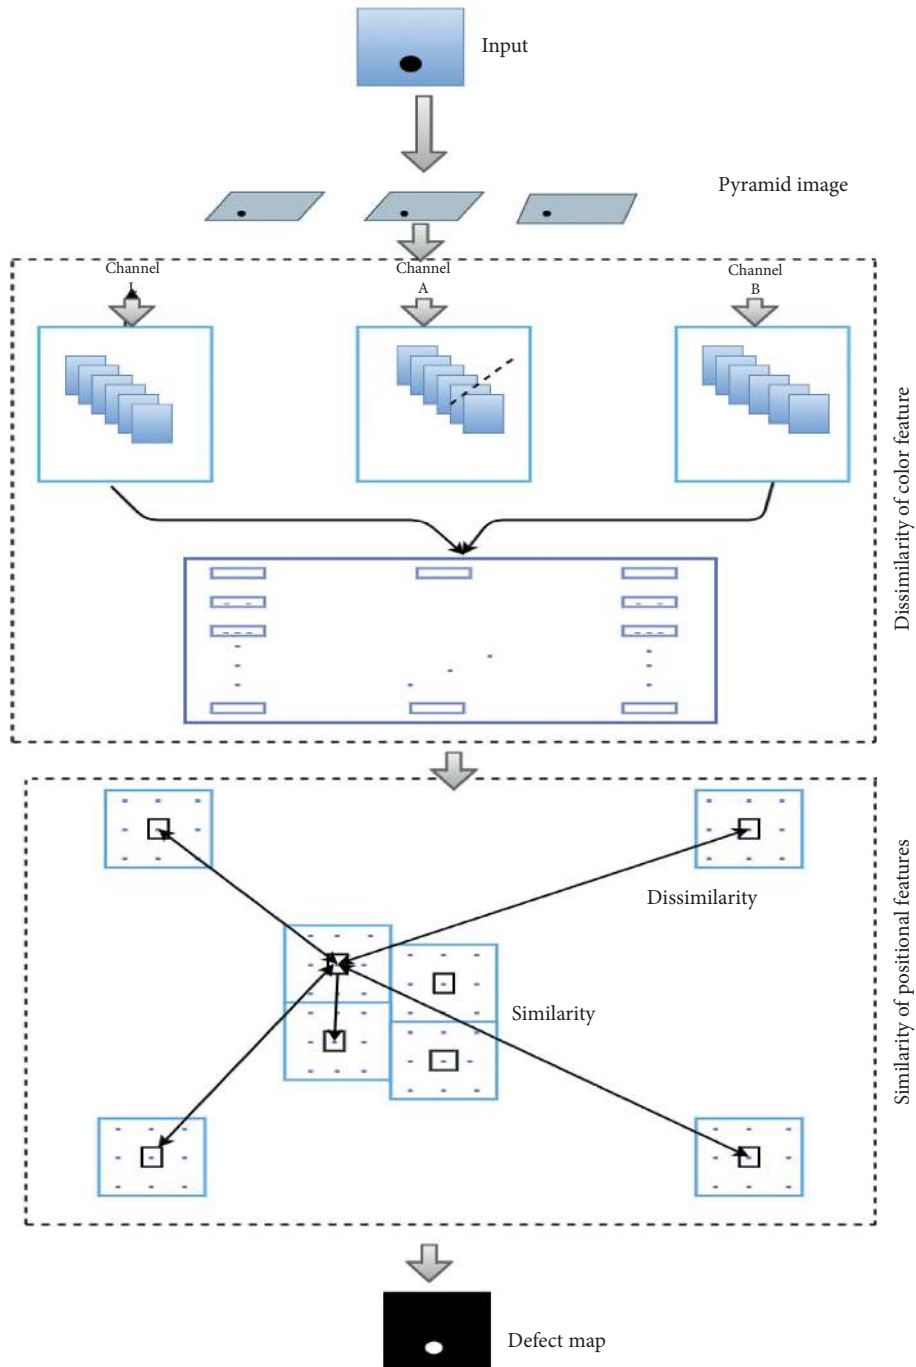 Input
Pyramid image
Channel
L
Channel
A
Channel
B
Dissimilarity of color feature
Dissimilarity
Similarity
Similarity of positional features
Defect map